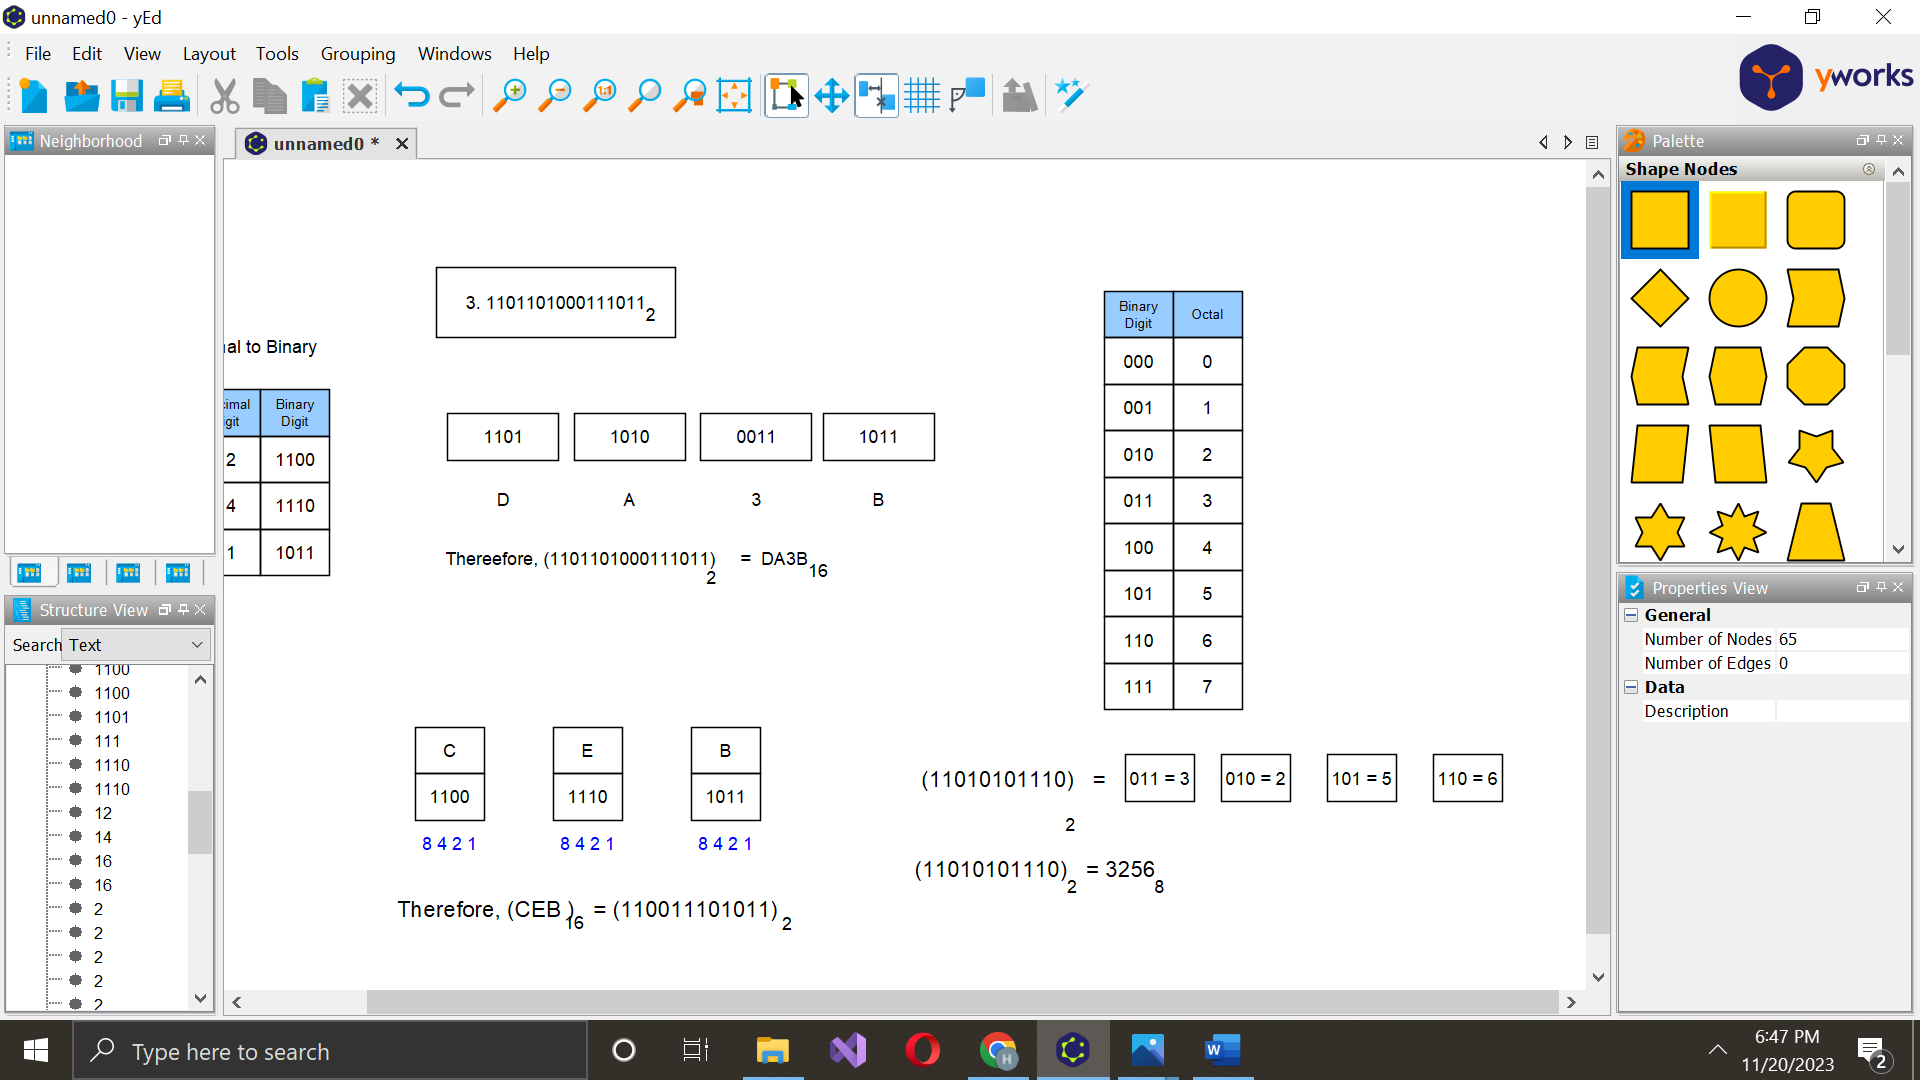 unnamed0 - yEd
File Edit View Layout Tools Grouping Windows Help
1:1
yworks
Neighborhood
unnamed0 *
Palette
Shape Nodes
3. 1101101000111011 2
al to Binary
Binary
Digit
2 1100
4 1110
1 1011
1101 1010 0011 1011
D A 3 B
Thereefore, (1101101000111011) 2 = DA3B 16
C E B
1100 1110 1011
8 4 2 1 8 4 2 1 8 4 2 1
Therefore, (CEB ) 16 = (110011101011) 2
Binary
Digit
Octal
000 0
001 1
010 2
011 3
100 4
101 5
110 6
111 7
(11010101110) 2 = 011 = 3 010 = 2 101 = 5 110 = 6
(11010101110) 2 = 3256 8
Structure View
Search Text
1100
1100
1101
111
1110
1110
12
14
16
16
2
2
2
2
2
Properties View
General
Number of Nodes 65
Number of Edges 0
Data
Description
Type here to search
H
W
6:47 PM
11/20/2023
2